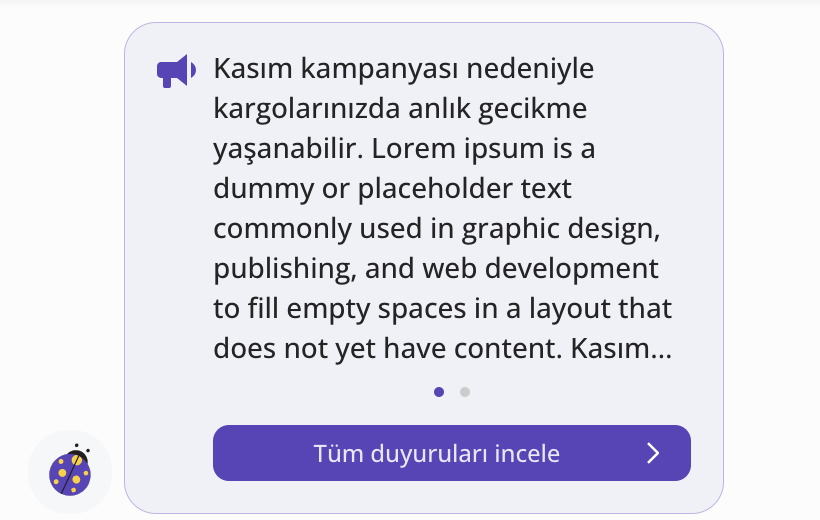 Kasım kampanyası nedeniyle
kargolarınızda anlık gecikme
yaşanabilir. Lorem ipsum is a
dummy or placeholder text
commonly used in graphic design,
publishing, and web development
to fill empty spaces in a layout that
does not yet have content. Kasım...
Tüm duyuruları incele